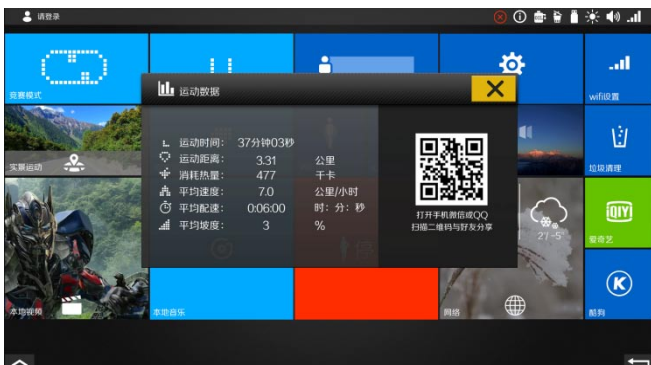 请登录
竞赛模式
运动数据
wifi设置
运动时间: 37分钟03秒
运动距离: 3.31 公里
消耗热量: 477 千卡
平均速度: 7.0 公里/小时
平均配速: 0:06:00 时: 分: 秒
平均坡度: 3 %
打开手机微信或QQ
扫描二维码与好友分享
实景运动
垃圾清理
停
27/-5°
QIY
爱奇艺
本地视频
本地音乐
网络
K
酷狗